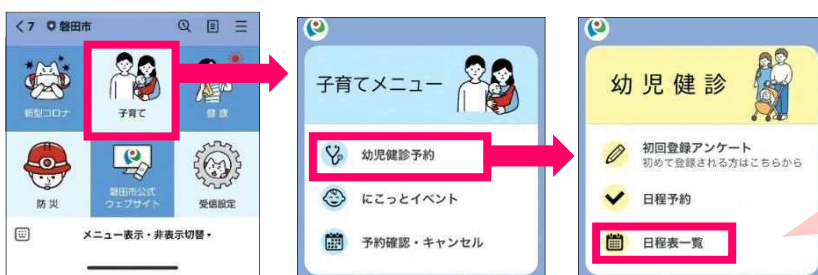 <7 磐田市
新型コロナ
子育て
健康
防災
磐田市公式
ウェブサイト
受信設定
メニュー表示・非表示切替
子育てメニュー
幼児健診予約
にこっとイベント
予約確認・キャンセル
幼児健診
初回登録アンケート
初めて登録される方はこちらから
日程予約
日程表一覧